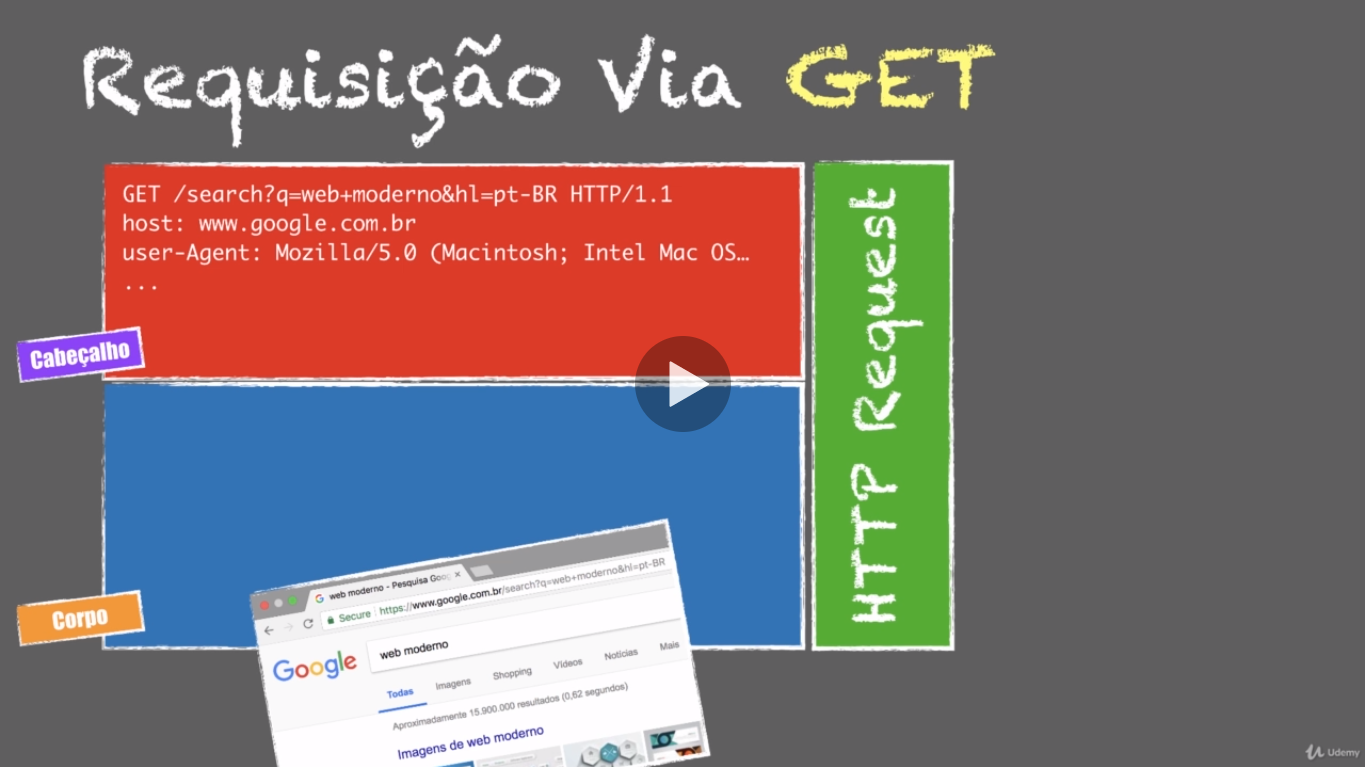 Requisição Via GET
GET /search?q=web+moderno&hl=pt-BR HTTP/1.1
host: www.google.com.br
user-Agent: Mozilla/5.0 (Macintosh; Intel Mac OS…
...
Cabeçalho
HTTP Request
Corpo
web moderno - Pesquisa Goog
Secure https://www.google.com.br/search?q=web+moderno&hl=pt-BR
Google
web moderno
Todas Imagens Shopping Vídeos Notícias Mais
Aproximadamente 15.900.000 resultados (0,62 segundos)
Imagens de web moderno
Udemy